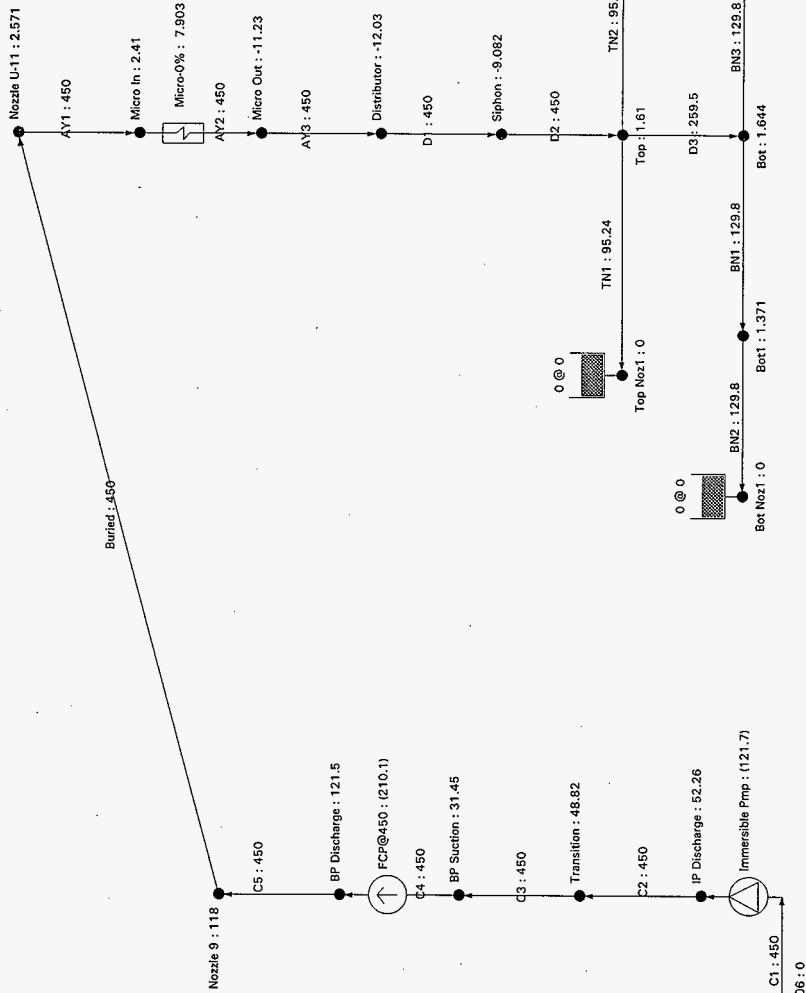 Nozzle U-11 : 2.571
AY1 : 450
Micro In : 2.41
Micro-0% : 7.903
AY2 : 450
Micro Out : -11.23
AY3 : 450
Distributor : -12.03
D1 : 450
Siphon : -9.082
D2 : 450
TN2 : 95.
Top : 1.61
D3 : 259.5
BN3 : 129.8
Bot : 1.644
TN1 : 95.24
BN1 : 129.8
0 @ 0
Top Noz1 : 0
Bot1 : 1.371
BN2 : 129.8
0 @ 0
Bot Noz1 : 0
Buried : 450
Nozzle 9 : 118
C5 : 450
BP Discharge : 121.5
FCP@450 : (210.1)
C4 : 450
BP Suction : 31.45
C3 : 450
Transition : 48.82
C2 : 450
IP Discharge : 52.26
Immersible Pmp : (121.7)
C1 : 450
06 : 0